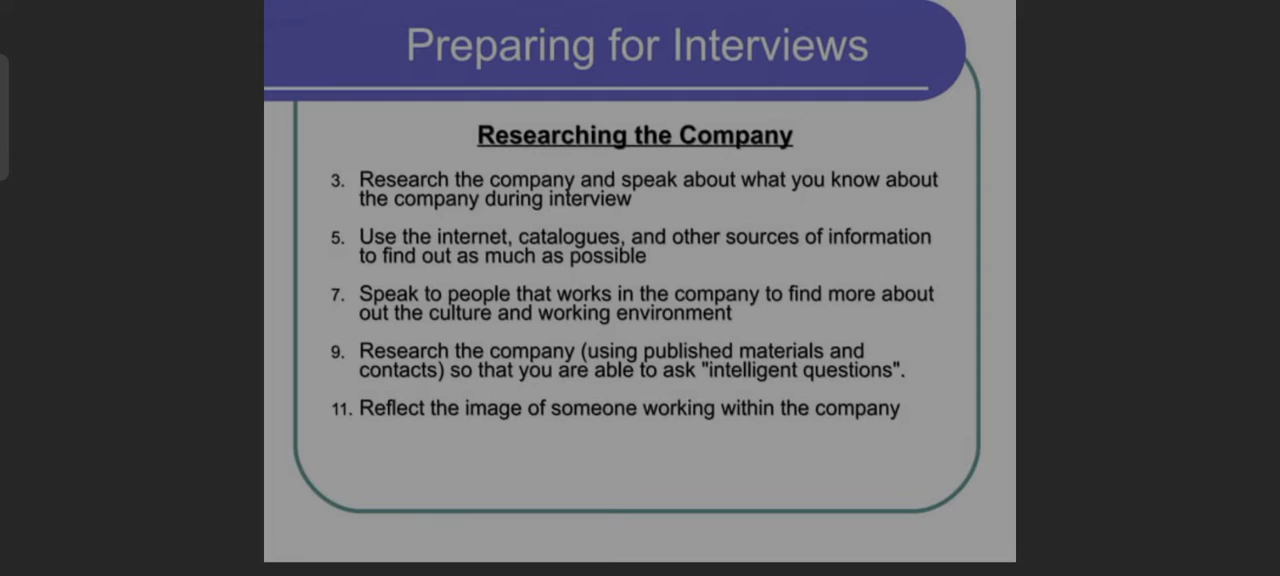 Preparing for Interviews
Researching the Company
3. Research the company and speak about what you know about
the company during interview
5. Use the internet, catalogues, and other sources of information
to find out as much as possible
7. Speak to people that works in the company to find more about
out the culture and working environment
9. Research the company (using published materials and
contacts) so that you are able to ask "intelligent questions".
11. Reflect the image of someone working within the company